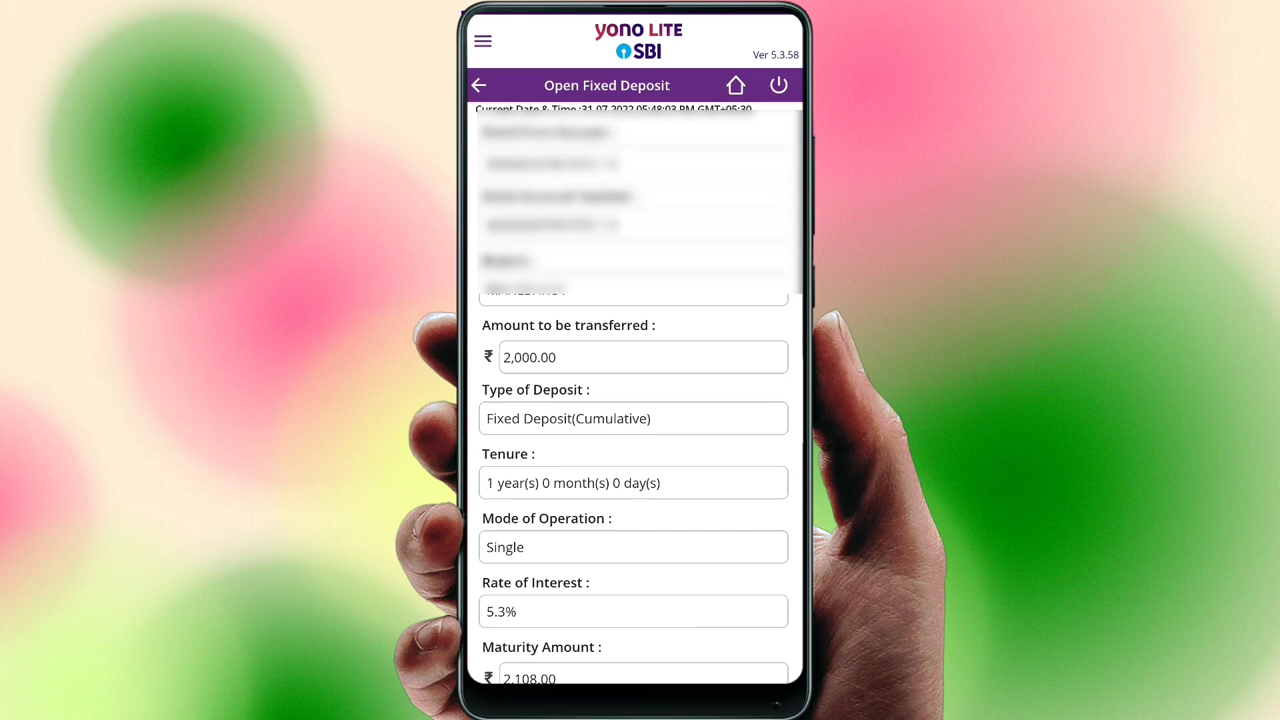 yono LITE
SBI
Ver 5.3.58
Open Fixed Deposit
Current Date & Time :31-07-2022 05:48:03 PM GMT+05:30
Amount to be transferred :
₹ 2,000.00
Type of Deposit :
Fixed Deposit(Cumulative)
Tenure :
1 year(s) 0 month(s) 0 day(s)
Mode of Operation :
Single
Rate of Interest :
5.3%
Maturity Amount :
₹ 2,108.00